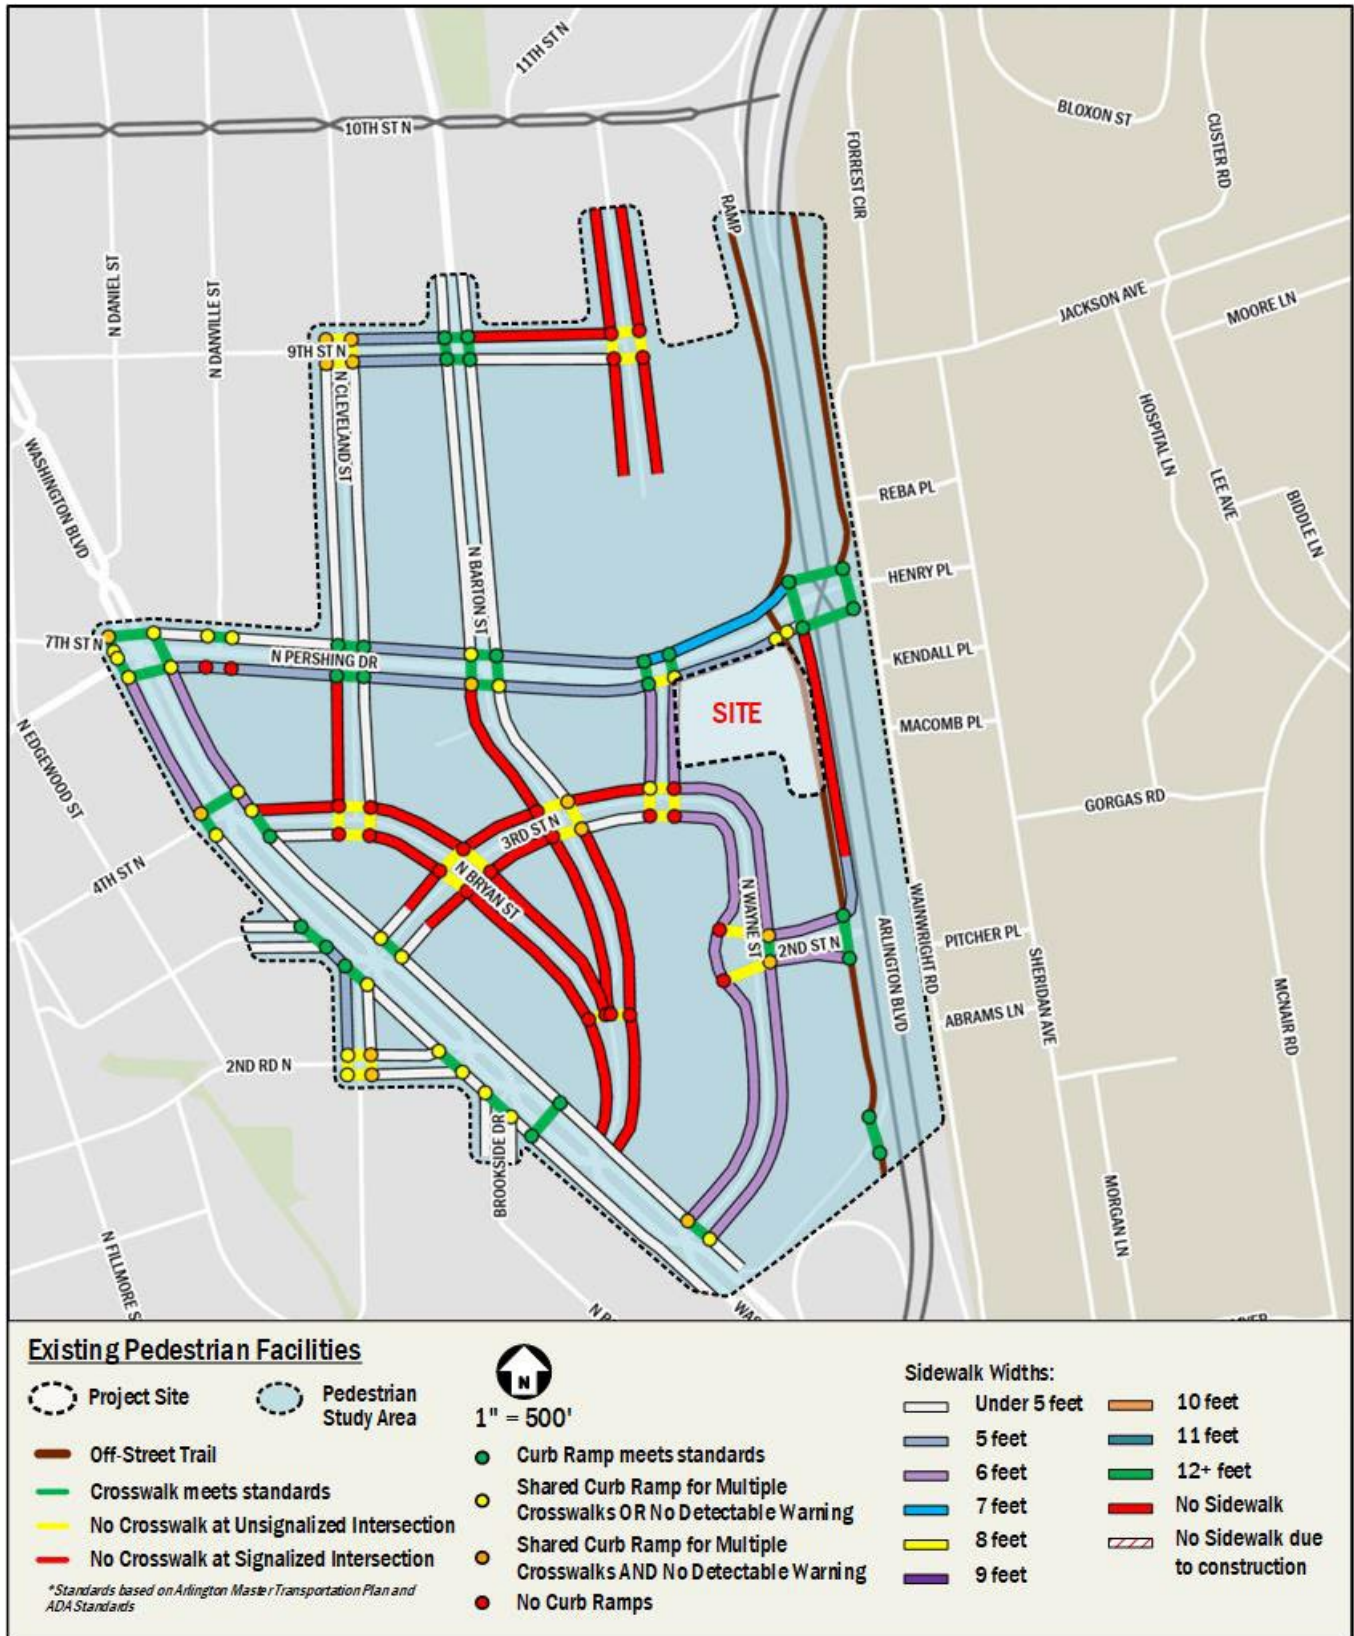 11TH ST N
10TH ST N
BLOXON ST
CUSTER RD
FORREST CIR
RAMP
N DANIEL ST
N DANVILLE ST
JACKSON AVE
MOORE LN
9TH ST N
N CLEVELAND ST
WASHINGTON BLVD
HOSPITAL LN
LEE AVE
BIDDLE LN
REBA PL
HENRY PL
N BARTON ST
7TH ST N
N PERSHING DR
KENDALL PL
SITE
MACOMB PL
N EDGEWOOD ST
GORGAS RD
3RD ST N
4TH ST N
N BRYAN ST
N WAYNE ST
2ND ST N
WAINWRIGHT RD
ARLINGTON BLVD
PITCHER PL
SHERIDAN AVE
ABRAMS LN
MCNAIR RD
2ND RD N
BROOKSIDE DR
MORGAN LN
N FILLMORE S
Existing Pedestrian Facilities
Project Site
Pedestrian
Study Area
Off-Street Trail
Crosswalk meets standards
No Crosswalk at Unsignalized Intersection
No Crosswalk at Signalized Intersection
*Standards based on Arlington Master Transportation Plan and
ADA Standards
N
1" = 500'
Curb Ramp meets standards
Shared Curb Ramp for Multiple
Crosswalks OR No Detectable Warning
Shared Curb Ramp for Multiple
Crosswalks AND No Detectable Warning
No Curb Ramps
Sidewalk Widths:
Under 5 feet
5 feet
6 feet
7 feet
8 feet
9 feet
10 feet
11 feet
12+ feet
No Sidewalk
No Sidewalk due
to construction